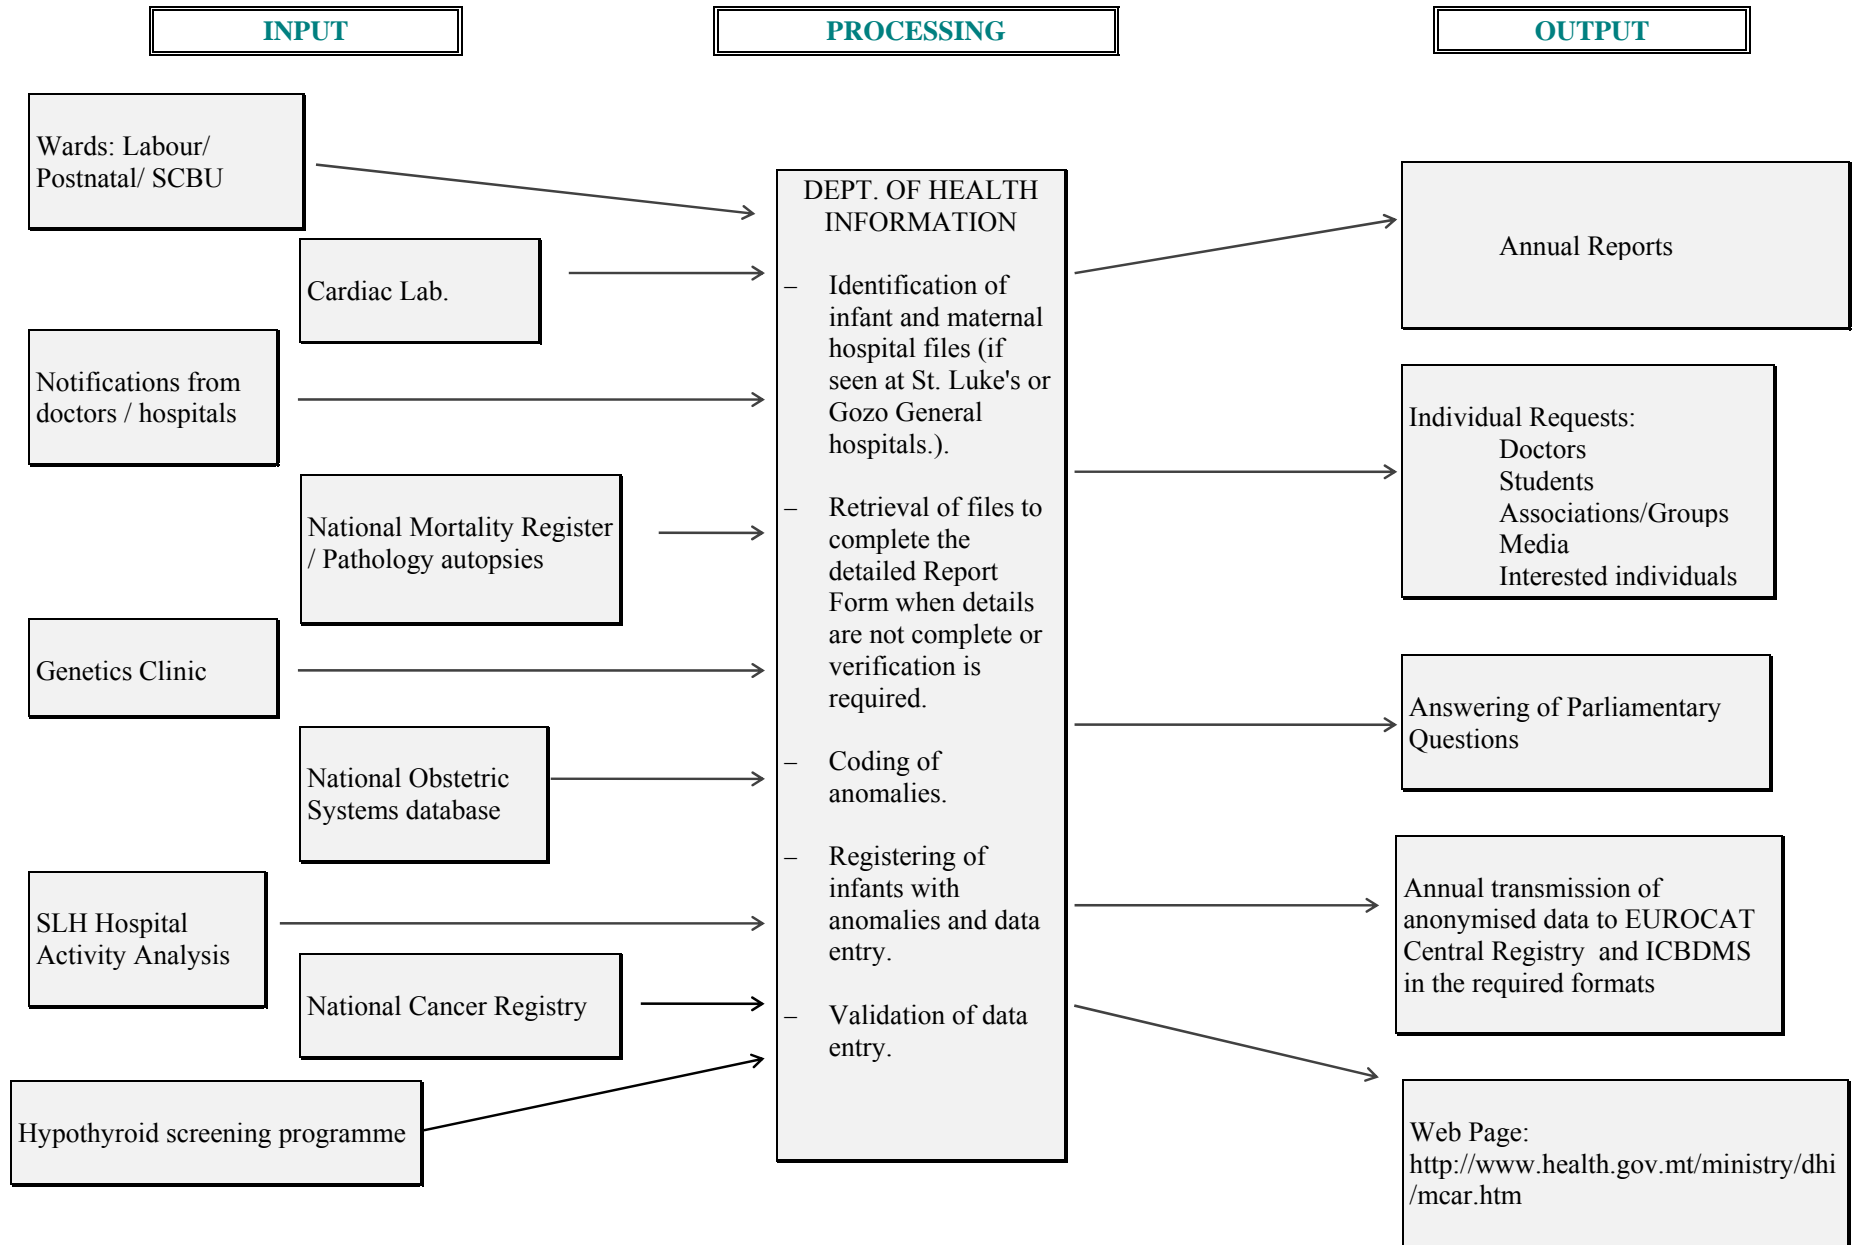 INPUT
PROCESSING
OUTPUT
Wards: Labour/
Postnatal/ SCBU
Cardiac Lab.
Notifications from
doctors / hospitals
National Mortality Register
/ Pathology autopsies
Genetics Clinic
National Obstetric
Systems database
SLH Hospital
Activity Analysis
National Cancer Registry
Hypothyroid screening programme
DEPT. OF HEALTH
INFORMATION
– Identification of
infant and maternal
hospital files (if
seen at St. Luke's or
Gozo General
hospitals.).
– Retrieval of files to
complete the
detailed Report
Form when details
are not complete or
verification is
required.
– Coding of
anomalies.
– Registering of
infants with
anomalies and data
entry.
– Validation of data
entry.
Annual Reports
Individual Requests:
Doctors
Students
Associations/Groups
Media
Interested individuals
Answering of Parliamentary
Questions
Annual transmission of
anonymised data to EUROCAT
Central Registry  and ICBDMS
in the required formats
Web Page:
http://www.health.gov.mt/ministry/dhi
/mcar.htm